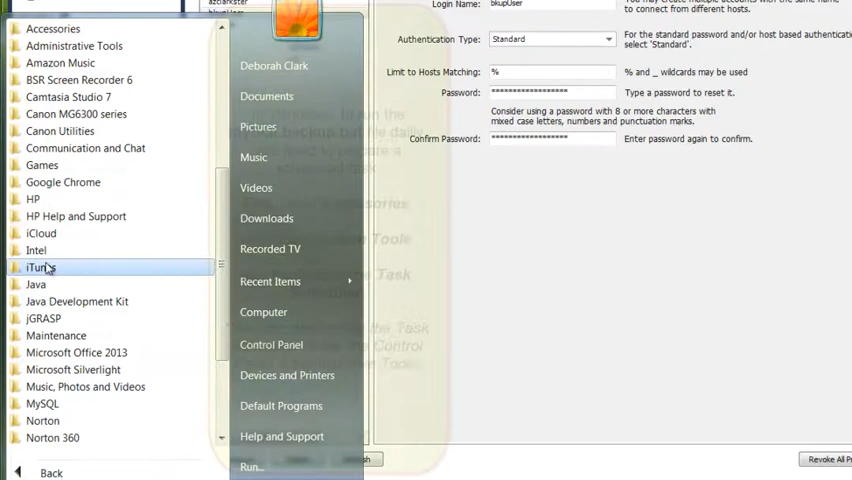 azclarkster
bkupUser
Accessories
Administrative Tools
Amazon Music
BSR Screen Recorder 6
Camtasia Studio 7
Canon MG6300 series
Canon Utilities
Communication and Chat
Games
Google Chrome
HP
HP Help and Support
iCloud
Intel
iTunes
Java
Java Development Kit
jGRASP
Maintenance
Microsoft Office 2013
Microsoft Silverlight
Music, Photos and Videos
MySQL
Norton
Norton 360
Back
Deborah Clark
Documents
Pictures
Music
Videos
Downloads
Recorded TV
Recent Items
Computer
Control Panel
Devices and Printers
Default Programs
Help and Support
Run...
Login Name: bkupUser You may create multiple accounts with the same name
to connect from different hosts.
Authentication Type: Standard For the standard password and/or host based
select 'Standard'.
Limit to Hosts Matching: % % and _ wildcards may be used
Password: ****************** Type a password to reset it.
Consider using a password with 8 or more characters with
mixed case letters, numbers and punctuation marks.
Confirm Password: ****************** Enter password again to confirm.
Revoke All